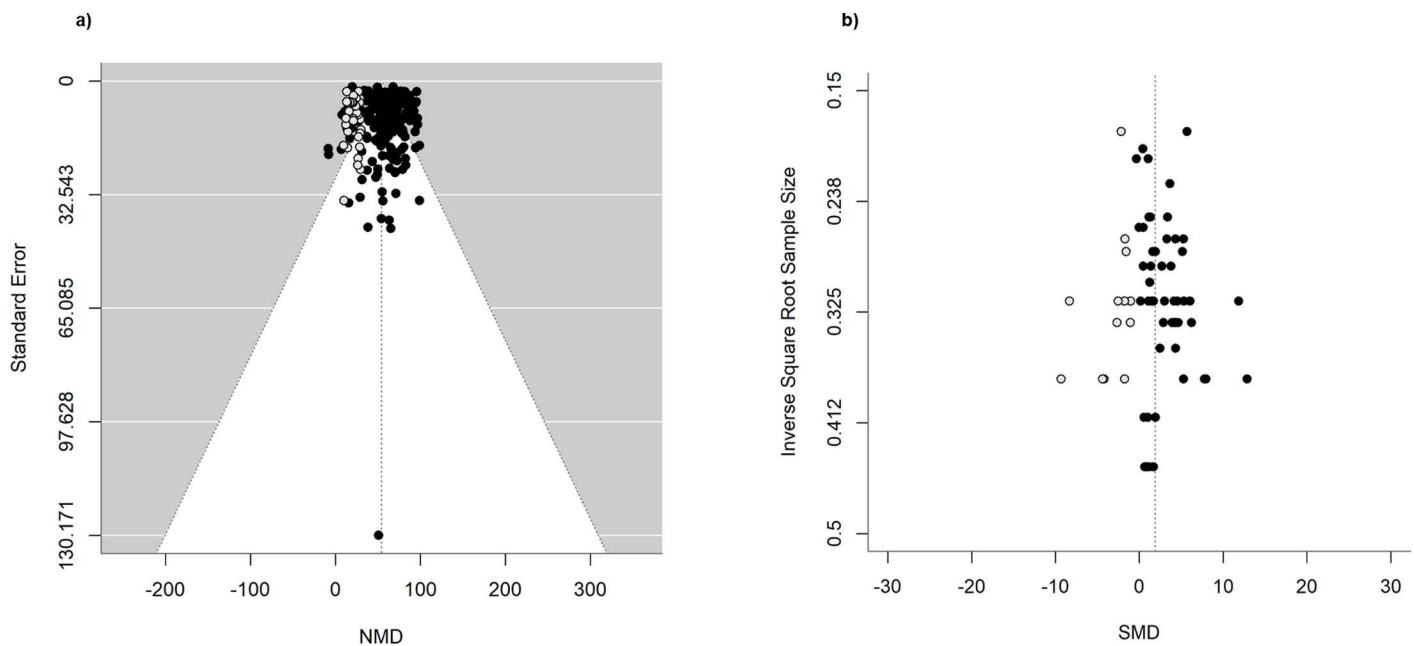 a)
Standard Error
0
32.543
65.085
97.628
130.171
-200 -100 0 100 200 300
NMD
b)
Inverse Square Root Sample Size
0.15
0.238
0.325
0.412
0.5
-30 -20 -10 0 10 20 30
SMD